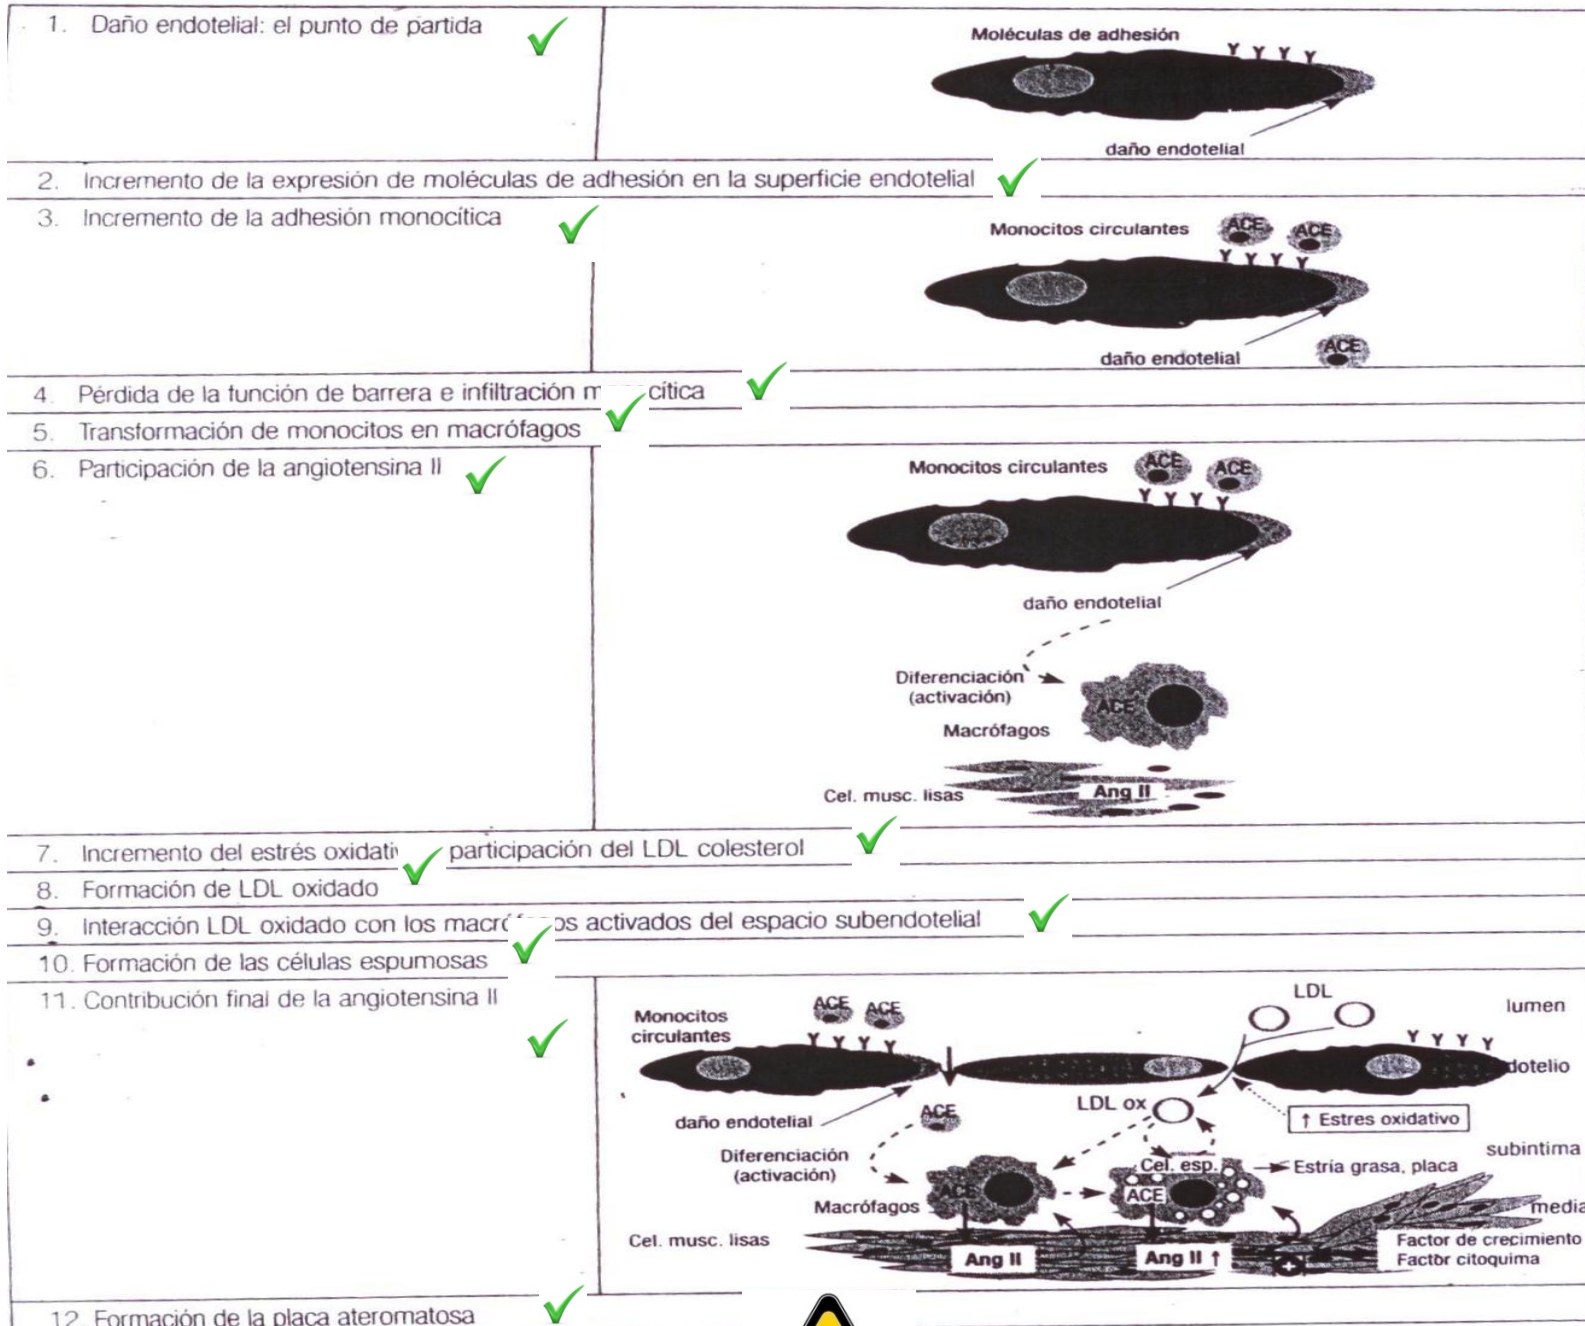 1. Daño endotelial: el punto de partida
Moléculas de adhesión
daño endotelial
2. Incremento de la expresión de moléculas de adhesión en la superficie endotelial
3. Incremento de la adhesión monocítica
Monocitos circulantes
ACE
ACE
daño endotelial
ACE
4. Pérdida de la función de barrera e infiltración
5. Transformación de monocitos en macrófagos
6. Participación de la angiotensina II
Monocitos circulantes
ACE
ACE
daño endotelial
Diferenciación
(activación)
ACE
Macrófagos
Cel. musc. lisas
Ang II
7. Incremento del estrés participación del LDL colesterol
8. Formación de LDL oxidado
9. Interacción LDL oxidado con los activados del espacio subendotelial
10. Formación de las células espumosas
11. Contribución final de la angiotensina II
Monocitos
circulantes
ACE
ACE
LDL
lumen
daño endotelial
ACE
LDL ox
↑ Estres oxidativo
Diferenciación
(activación)
subintima
Cel. esp.
Estría grasa, placa
ACE
ACE
Macrófagos
media
Cel. musc. lisas
Ang II
Ang II ↑
+
Factor de crecimiento
Factor citoquima
12. Formación de la placa ateromatosa